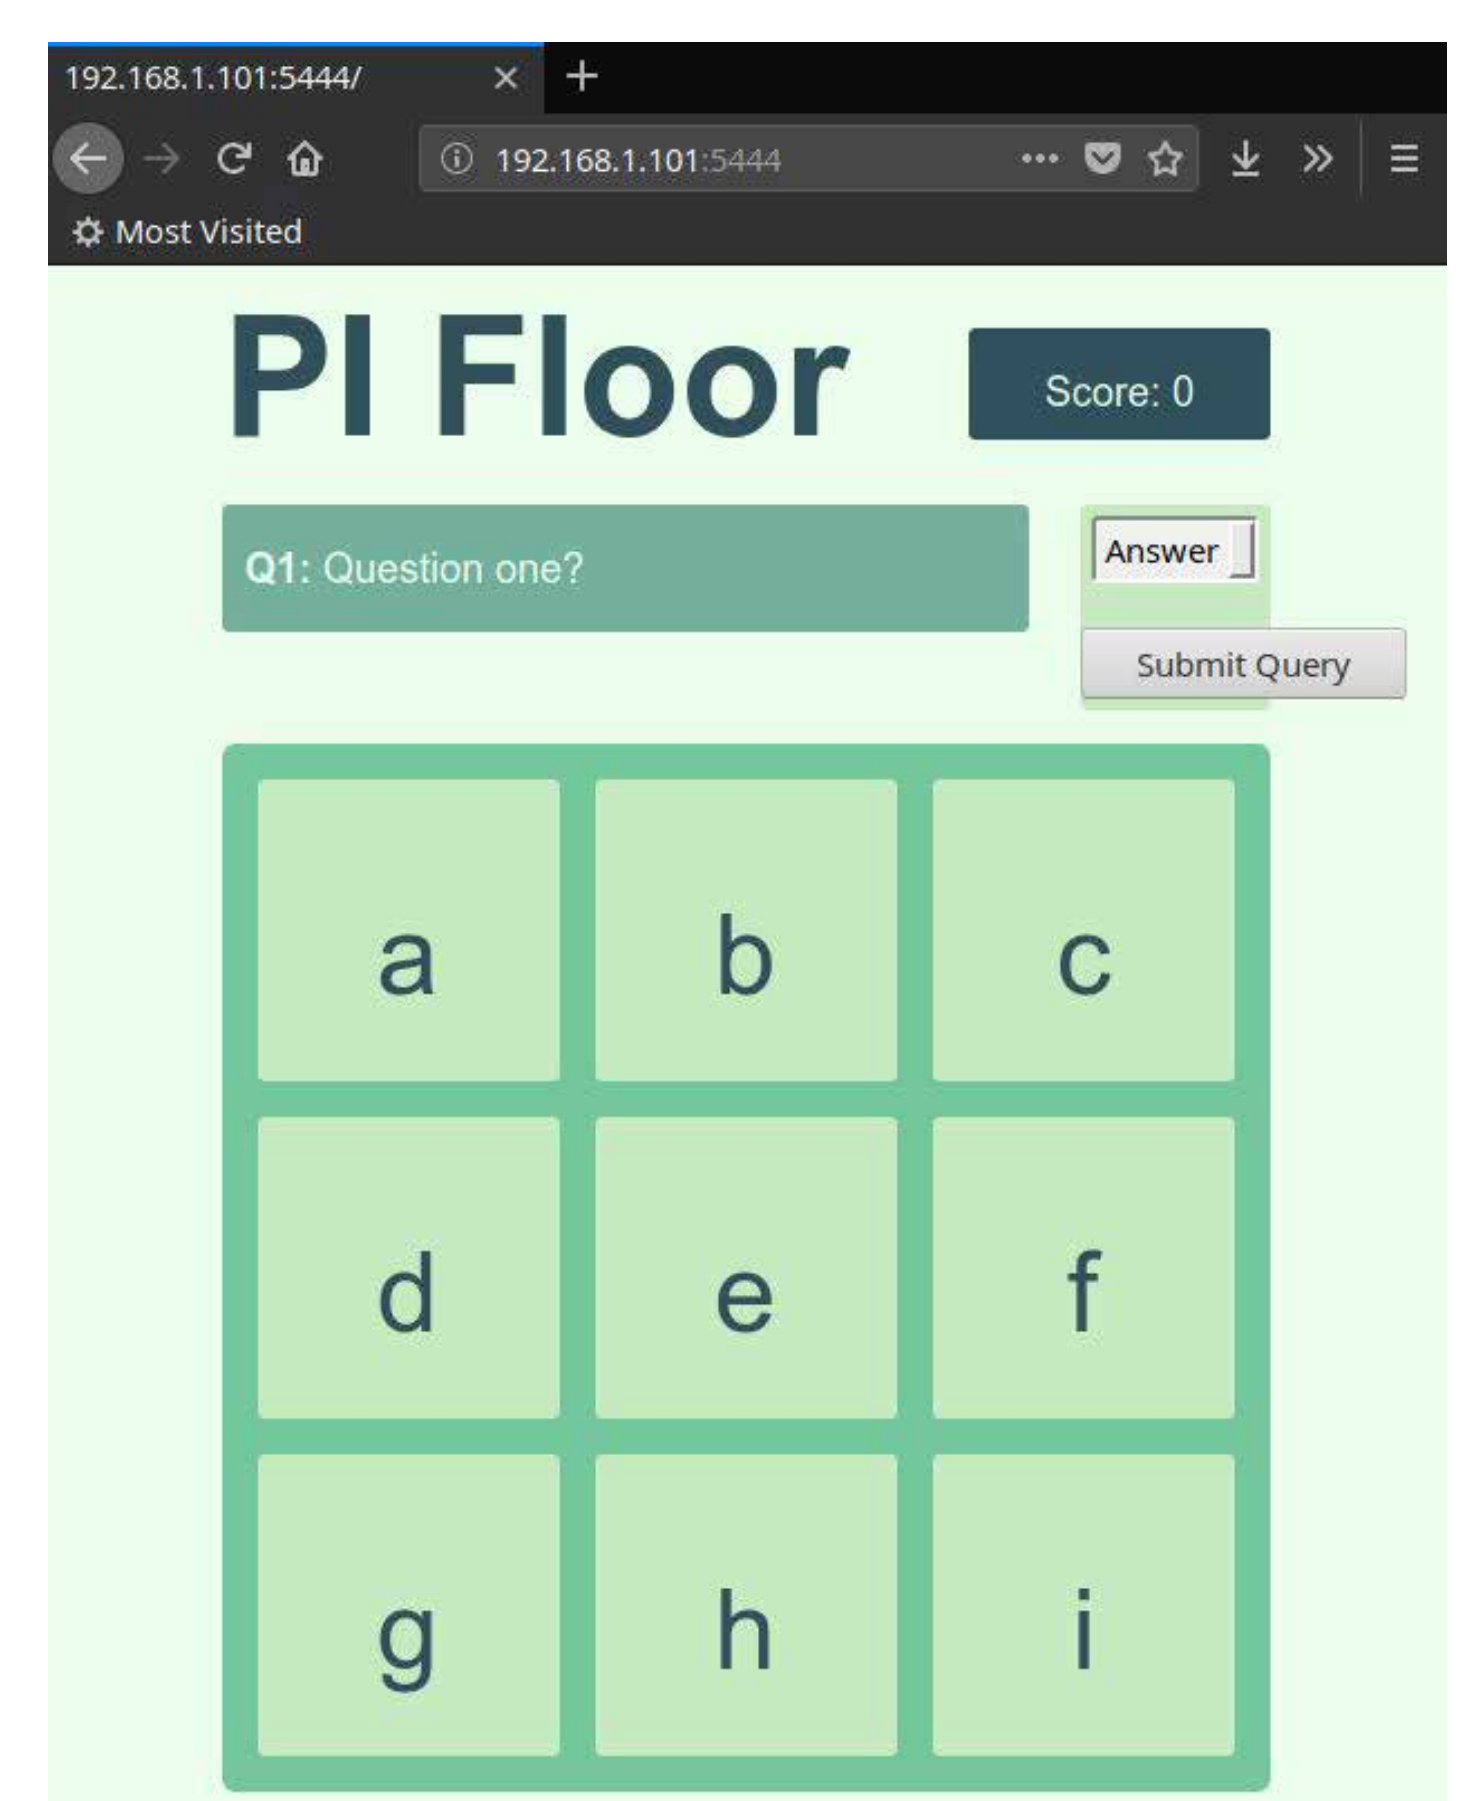 192.168.1.101:5444/
192.168.1.101:5444
Most Visited
PI Floor
Score: 0
Q1: Question one?
Answer
Submit Query
a b c
d e f
g h i